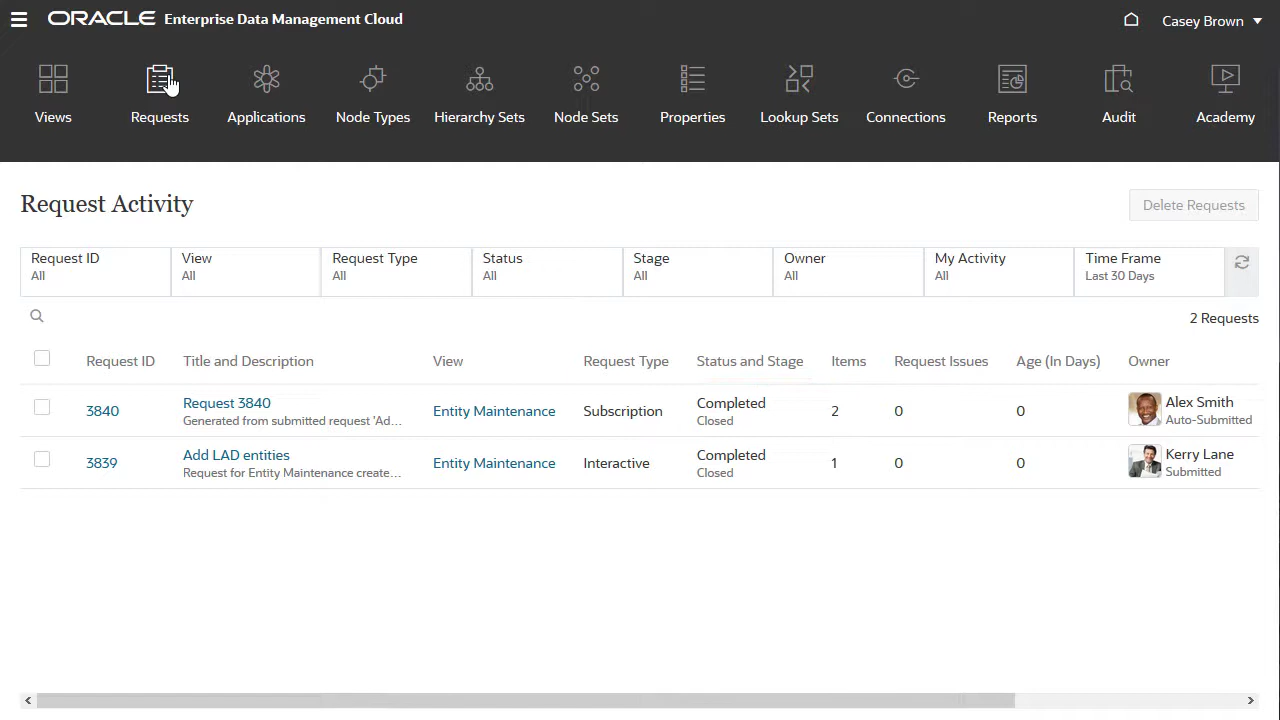 ORACLE Enterprise Data Management Cloud
Casey Brown
Views Requests Applications Node Types Hierarchy Sets Node Sets Properties Lookup Sets Connections Reports Audit Academy
Request Activity
Delete Requests
Request ID View Request Type Status Stage Owner My Activity Time Frame
All All All All All All All Last 30 Days
2 Requests
Request ID Title and Description View Request Type Status and Stage Items Request Issues Age (In Days) Owner
3840 Request 3840 Entity Maintenance Subscription Completed 2 0 0 Alex Smith
Generated from submitted request 'Ad... Closed Auto-Submitted
3839 Add LAD entities Entity Maintenance Interactive Completed 1 0 0 Kerry Lane
Request for Entity Maintenance create... Closed Submitted